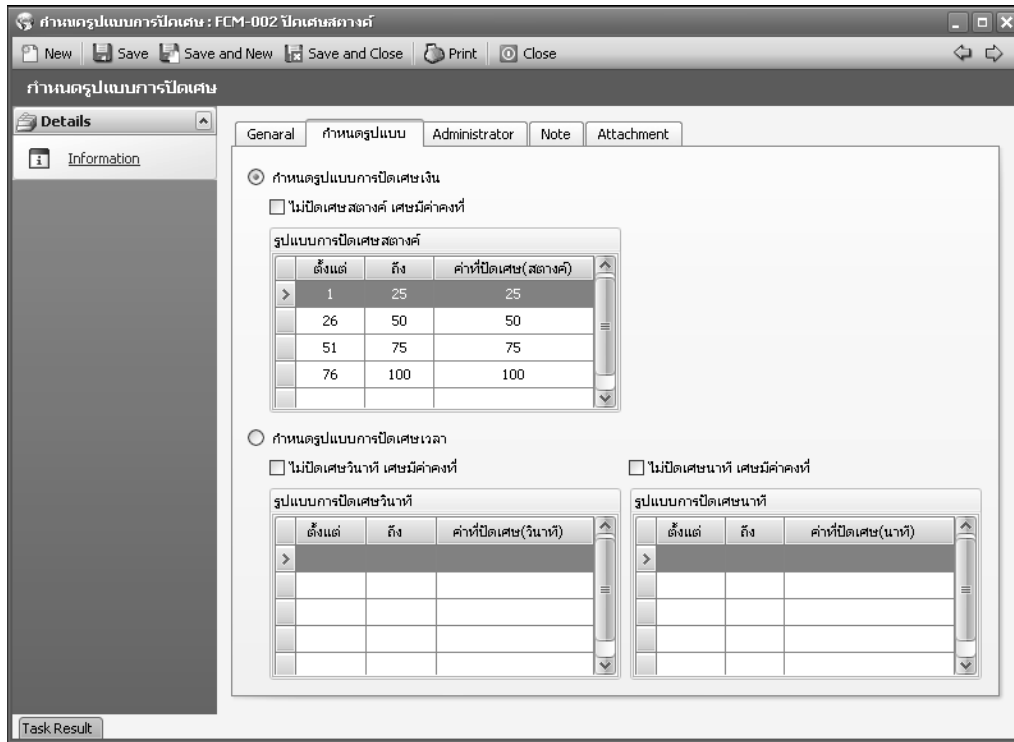 กำหนดรูปแบบการปัดเศษ : FCM-002 ปัดเศษสตางค์
New Save Save and New Save and Close Print Close
กำหนดรูปแบบการปัดเศษ
Details
Information
Genaral กำหนดรูปแบบ Administrator Note Attachment
กำหนดรูปแบบการปัดเศษเงิน
ไม่ปัดเศษสตางค์ เศษมีค่าคงที่
รูปแบบการปัดเศษสตางค์
ตั้งแต่ ถึง ค่าที่ปัดเศษ(สตางค์)
1 25 25
26 50 50
51 75 75
76 100 100
กำหนดรูปแบบการปัดเศษเวลา
ไม่ปัดเศษวินาที เศษมีค่าคงที่ ไม่ปัดเศษนาที เศษมีค่าคงที่
รูปแบบการปัดเศษวินาที รูปแบบการปัดเศษนาที
ตั้งแต่ ถึง ค่าที่ปัดเศษ(วินาที) ตั้งแต่ ถึง ค่าที่ปัดเศษ(นาที)
Task Result